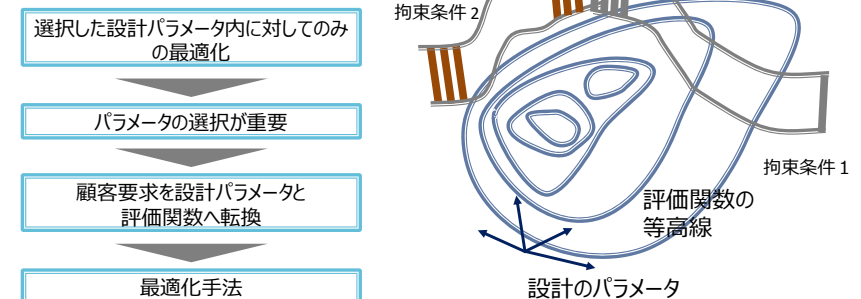 選択した設計パラメータ内に対してのみ
の最適化
パラメータの選択が重要
顧客要求を設計パラメータと
評価関数へ転換
最適化手法
拘束条件2
拘束条件1
評価関数の
等高線
設計のパラメータ